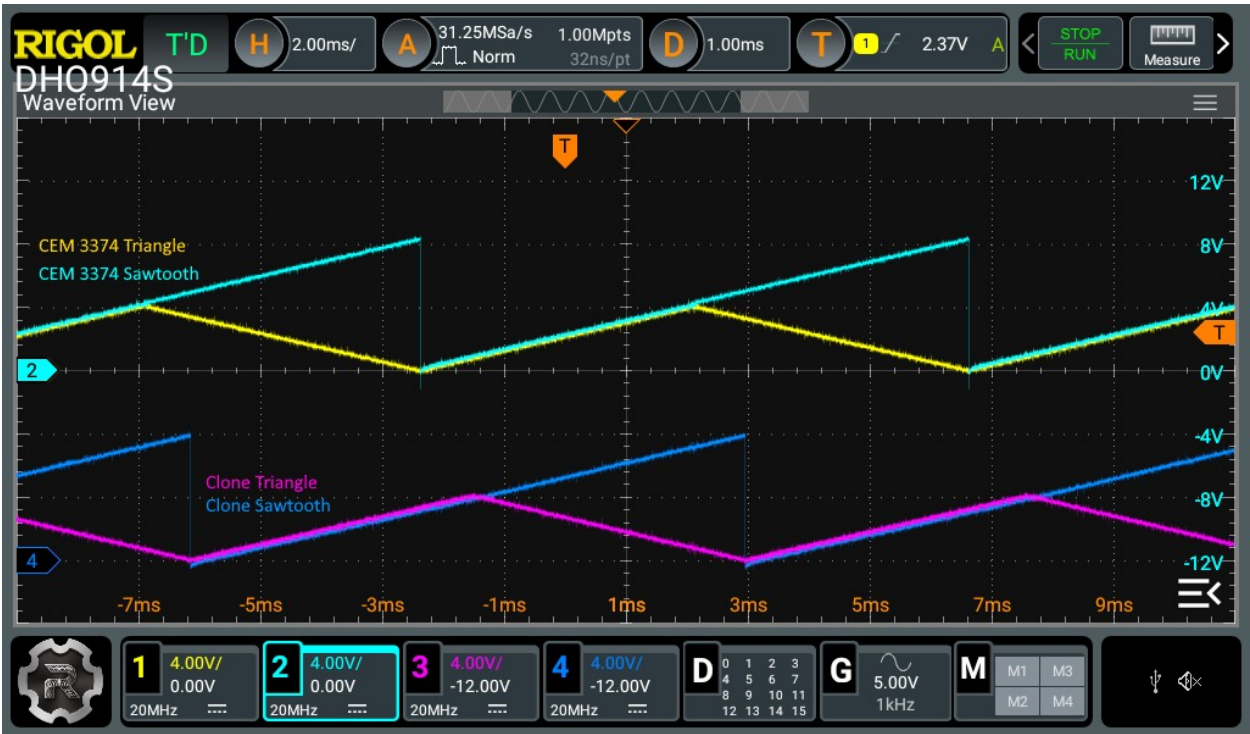 RIGOL T'D H 2.00ms/ A 31.25MSa/s 1.00Mpts D 1.00ms T 1 2.37V A STOP
Norm 32ns/pt RUN Measure
DHO914S
Waveform View
T
12V
CEM 3374 Triangle 8V
CEM 3374 Sawtooth
4V
T
2 0V
-4V
Clone Triangle
Clone Sawtooth -8V
4 -12V
-7ms -5ms -3ms -1ms 1ms 3ms 5ms 7ms 9ms
1 4.00V/ 2 4.00V/ 3 4.00V/ 4 4.00V/ D 0 1 2 3 G M M1 M3
0.00V 0.00V -12.00V -12.00V 4 5 6 7 5.00V
8 9 10 11 1kHz M2 M4
20MHz 20MHz 20MHz 20MHz 12 13 14 15